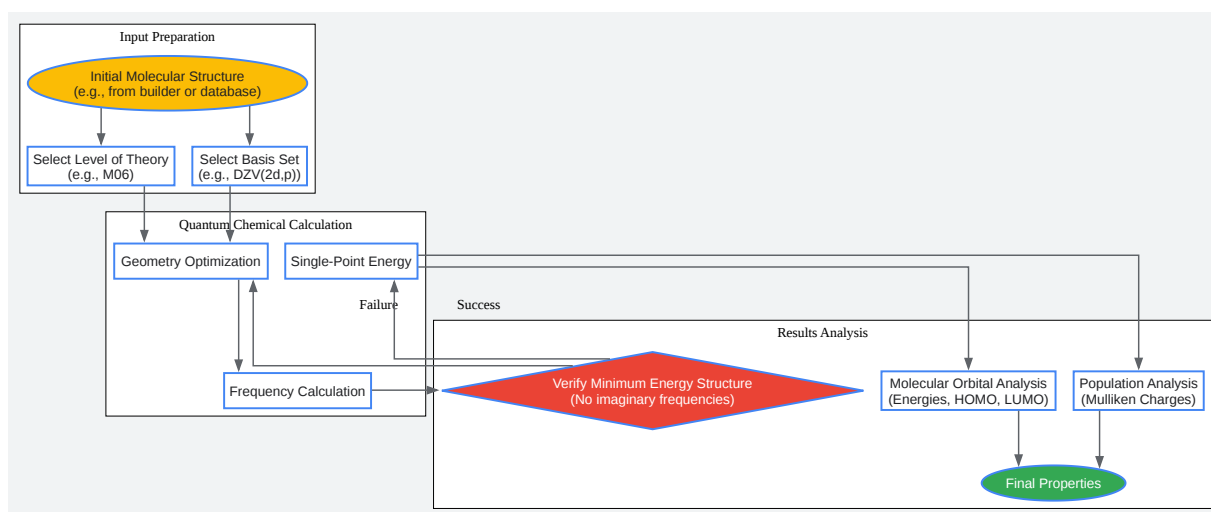 Input Preparation
Initial Molecular Structure
(e.g., from builder or database)
Select Level of Theory
(e.g., M06)
Select Basis Set
(e.g., DZV(2d,p))
Quantum Chemical Calculation
Geometry Optimization
Single-Point Energy
Failure
Success
Frequency Calculation
Results Analysis
Verify Minimum Energy Structure
(No imaginary frequencies)
Molecular Orbital Analysis
(Energies, HOMO, LUMO)
Population Analysis
(Mulliken Charges)
Final Properties